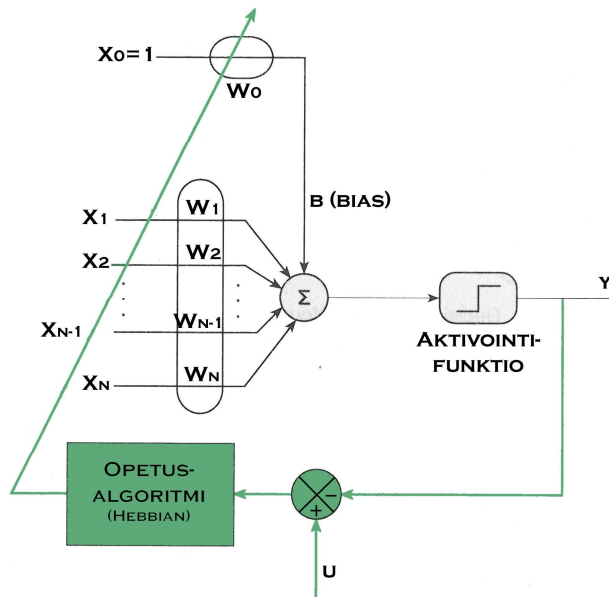 X0=1
W0
B (BIAS)
X1
W1
X2
W2
Σ
Y
XN-1
WN-1
AKTIVOINTI-
FUNKTIO
XN
WN
OPETUS-
ALGORITMI
(HEBBIAN)
−
+
U